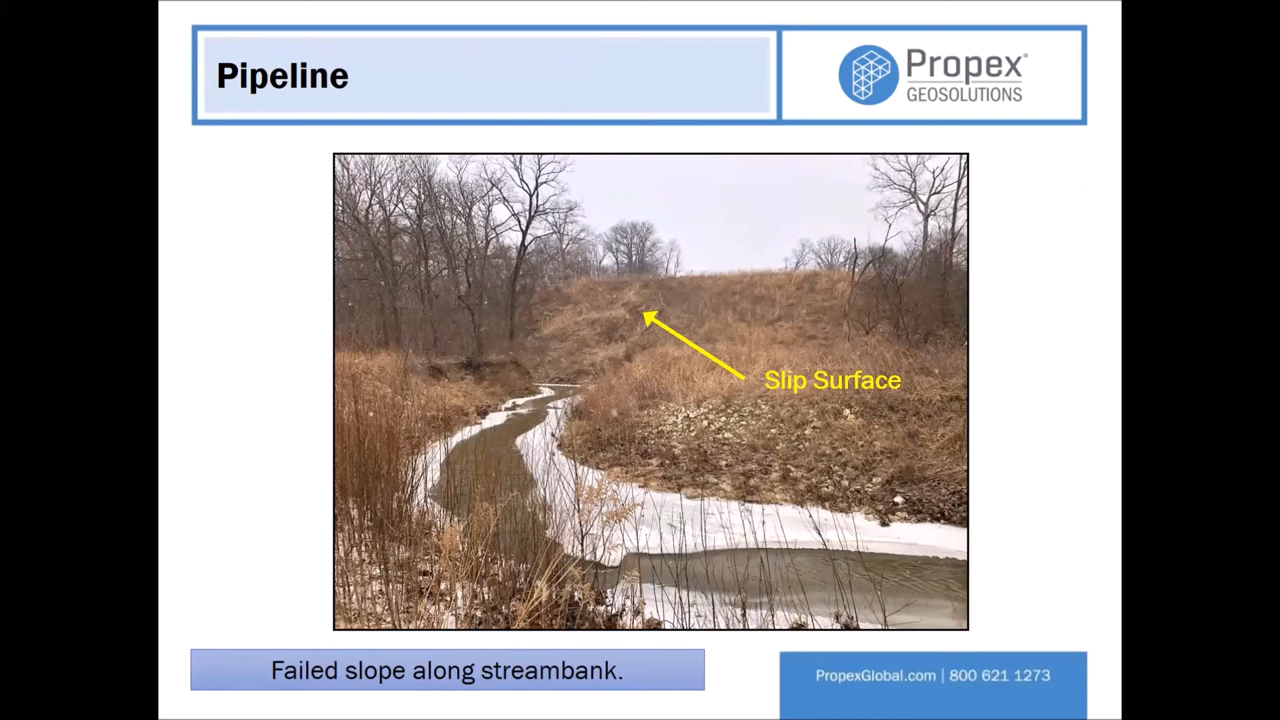 Pipeline
Propex®
GEOSOLUTIONS
Slip Surface
Failed slope along streambank.
PropexGlobal.com | 800 621 1273